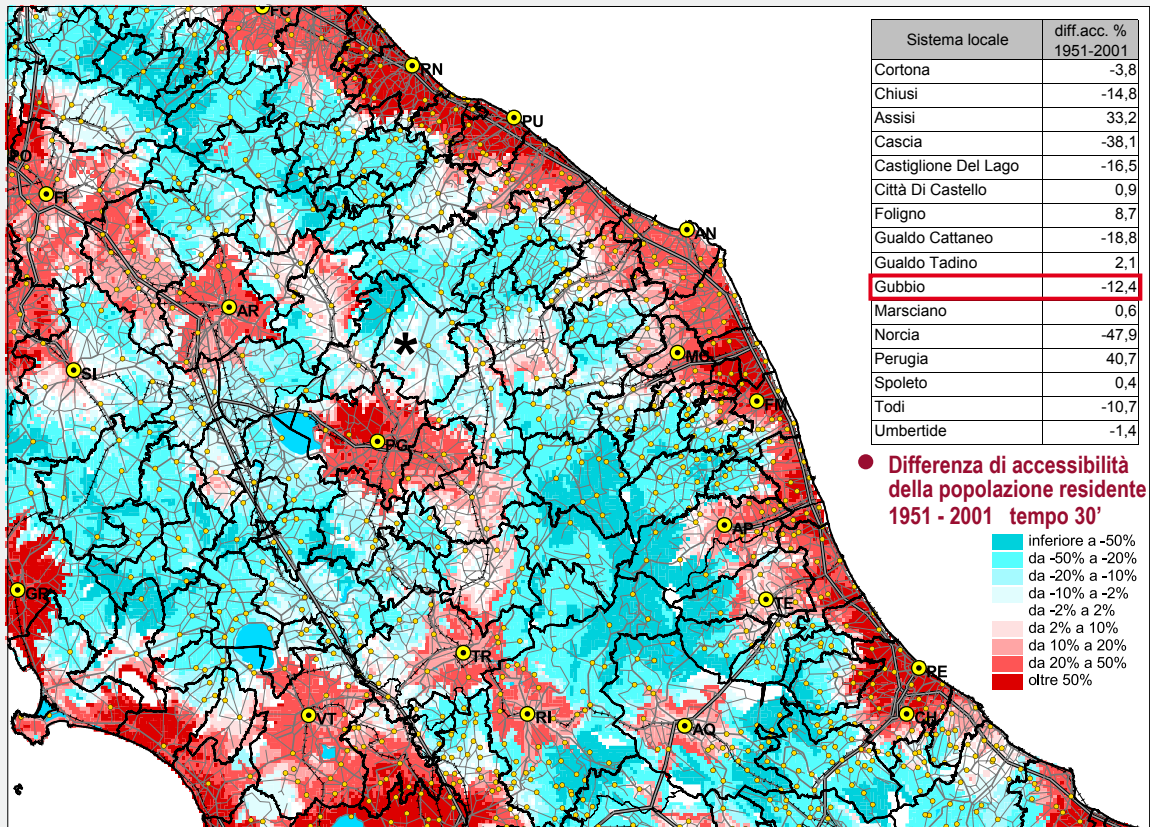 FC
RN
PU
PO
FI
AN
AR
*
MC
SI
PG
AP
GR
TE
TR
PE
VT
RI
AQ
CH
Sistema locale diff.acc. % 1951-2001
Cortona -3,8
Chiusi -14,8
Assisi 33,2
Cascia -38,1
Castiglione Del Lago -16,5
Città Di Castello 0,9
Foligno 8,7
Gualdo Cattaneo -18,8
Gualdo Tadino 2,1
Gubbio -12,4
Marsciano 0,6
Norcia -47,9
Perugia 40,7
Spoleto 0,4
Todi -10,7
Umbertide -1,4
Differenza di accessibilità
della popolazione residente
1951 - 2001 tempo 30'
inferiore a -50%
da -50% a -20%
da -20% a -10%
da -10% a -2%
da -2% a 2%
da 2% a 10%
da 10% a 20%
da 20% a 50%
oltre 50%